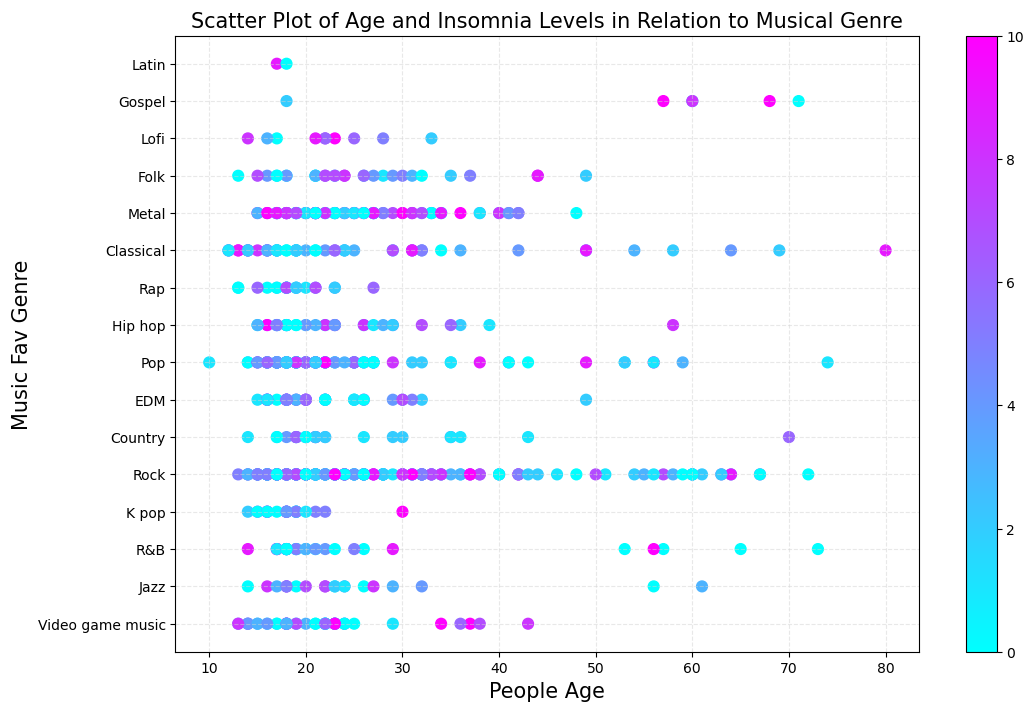 Scatter Plot of Age and Insomnia Levels in Relation to Musical Genre
Music Fav Genre
Latin
Gospel
Lofi
Folk
Metal
Classical
Rap
Hip hop
Pop
EDM
Country
Rock
K pop
R&B
Jazz
Video game music
10 20 30 40 50 60 70 80
People Age
10
8
6
4
2
0